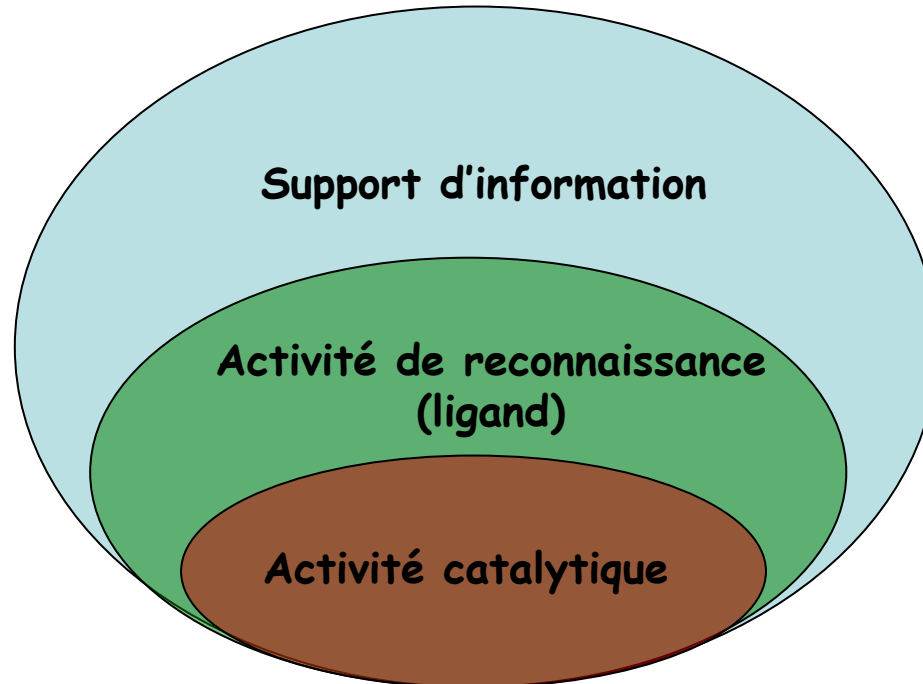 Support d'information
Activité de reconnaissance
(ligand)
Activité catalytique